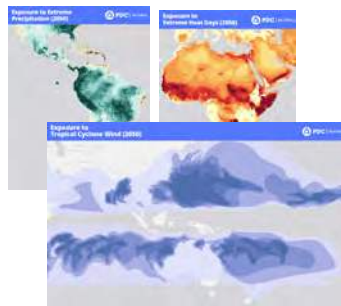 Exposure to Extreme
Precipitation (2050)
PDC
Exposure to
Extreme Heat Days (2050)
PDC
Exposure to
Tropical Cyclone Wind (2050)
PDC